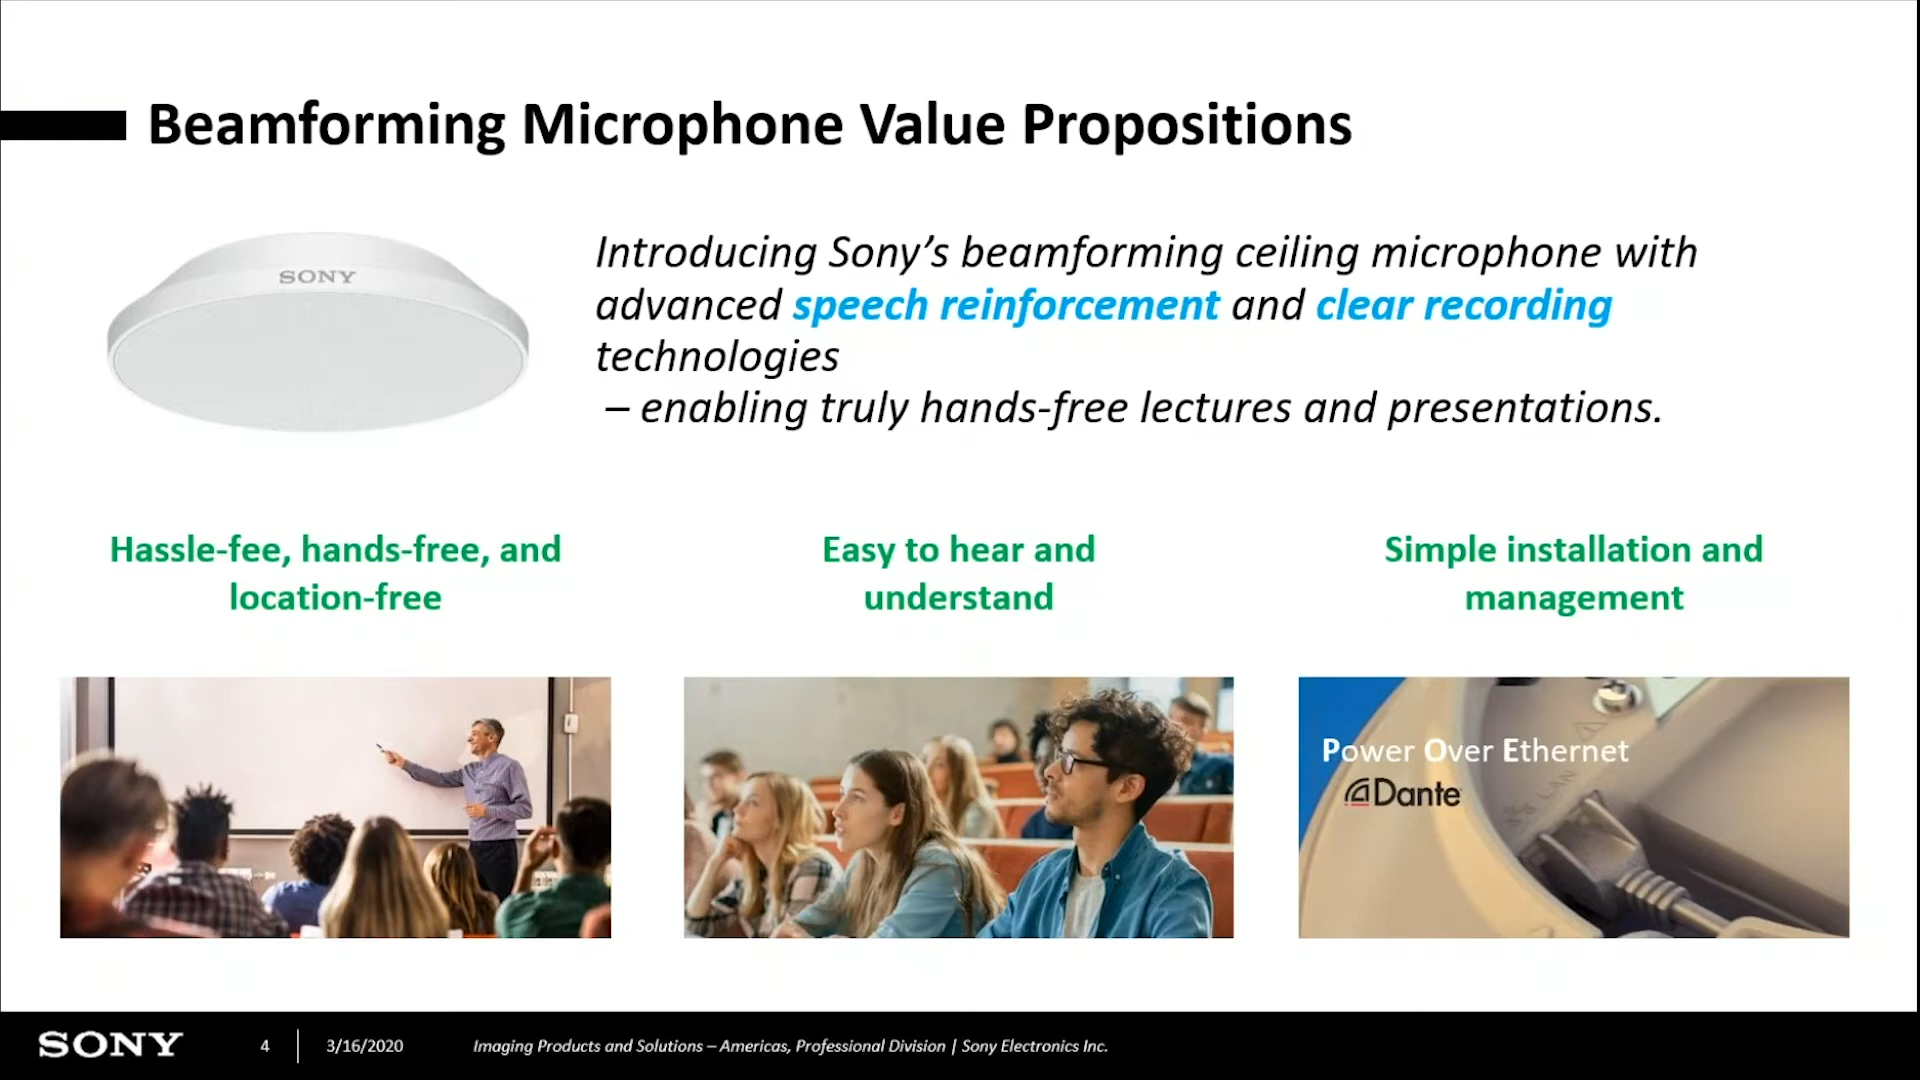 Beamforming Microphone Value Propositions
SONY
Introducing Sony’s beamforming ceiling microphone with
advanced speech reinforcement and clear recording
technologies
– enabling truly hands-free lectures and presentations.
Hassle-fee, hands-free, and
location-free
Easy to hear and
understand
Simple installation and
management
Power Over Ethernet
Dante
LAN
SONY
4
3/16/2020
Imaging Products and Solutions – Americas, Professional Division | Sony Electronics Inc.